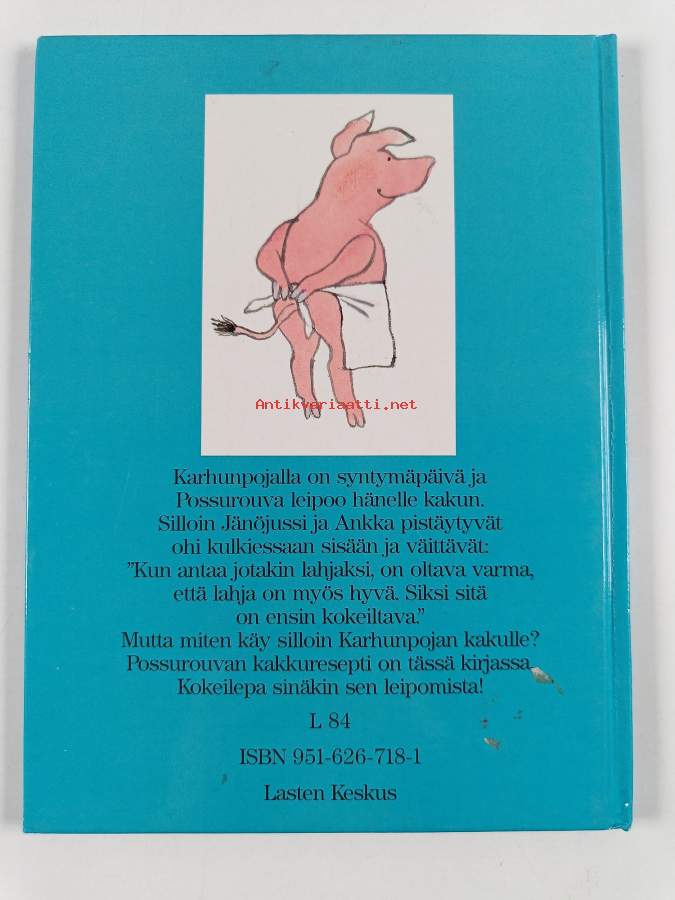 Antikvariaatti.net
Karhunpojalla on syntymäpäivä ja
Possurouva leipoo hänelle kakun.
Silloin Jänöjussi ja Ankka pistäytyvät
ohi kulkiessaan sisään ja väittävät:
”Kun antaa jotakin lahjaksi, on oltava varma,
että lahja on myös hyvä. Siksi sitä
on ensin kokeiltava.”
Mutta miten käy silloin Karhunpojan kakulle?
Possurouvan kakkuresepti on tässä kirjassa.
Kokeilepa sinäkin sen leipomista!
L 84
ISBN 951-626-718-1
Lasten Keskus